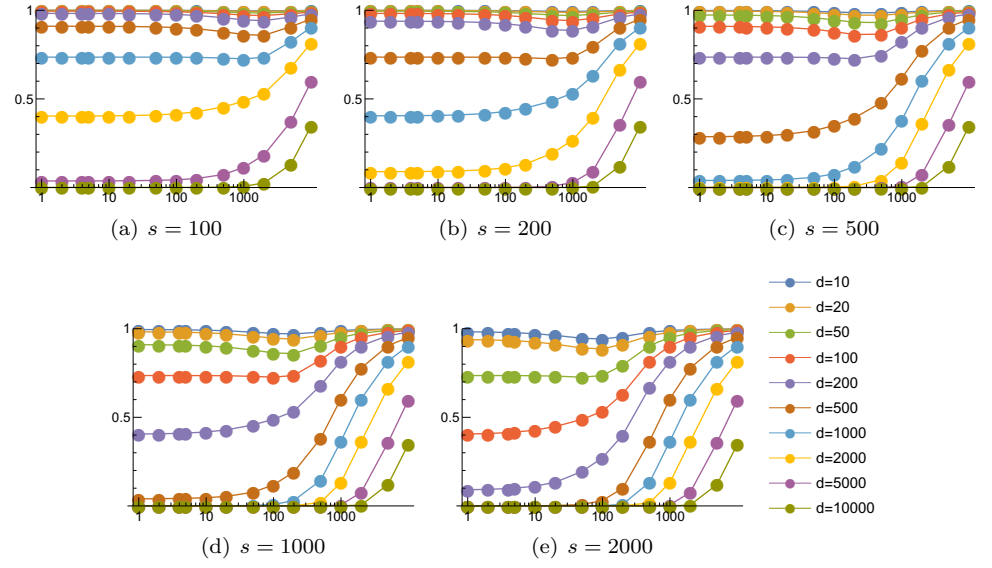 1
0.5
1 10 100 1000
(a) s = 100
1
0.5
1 10 100 1000
(b) s = 200
1
0.5
1 10 100 1000
(c) s = 500
1
0.5
1 10 100 1000
(d) s = 1000
1
0.5
1 10 100 1000
(e) s = 2000
d=10
d=20
d=50
d=100
d=200
d=500
d=1000
d=2000
d=5000
d=10000